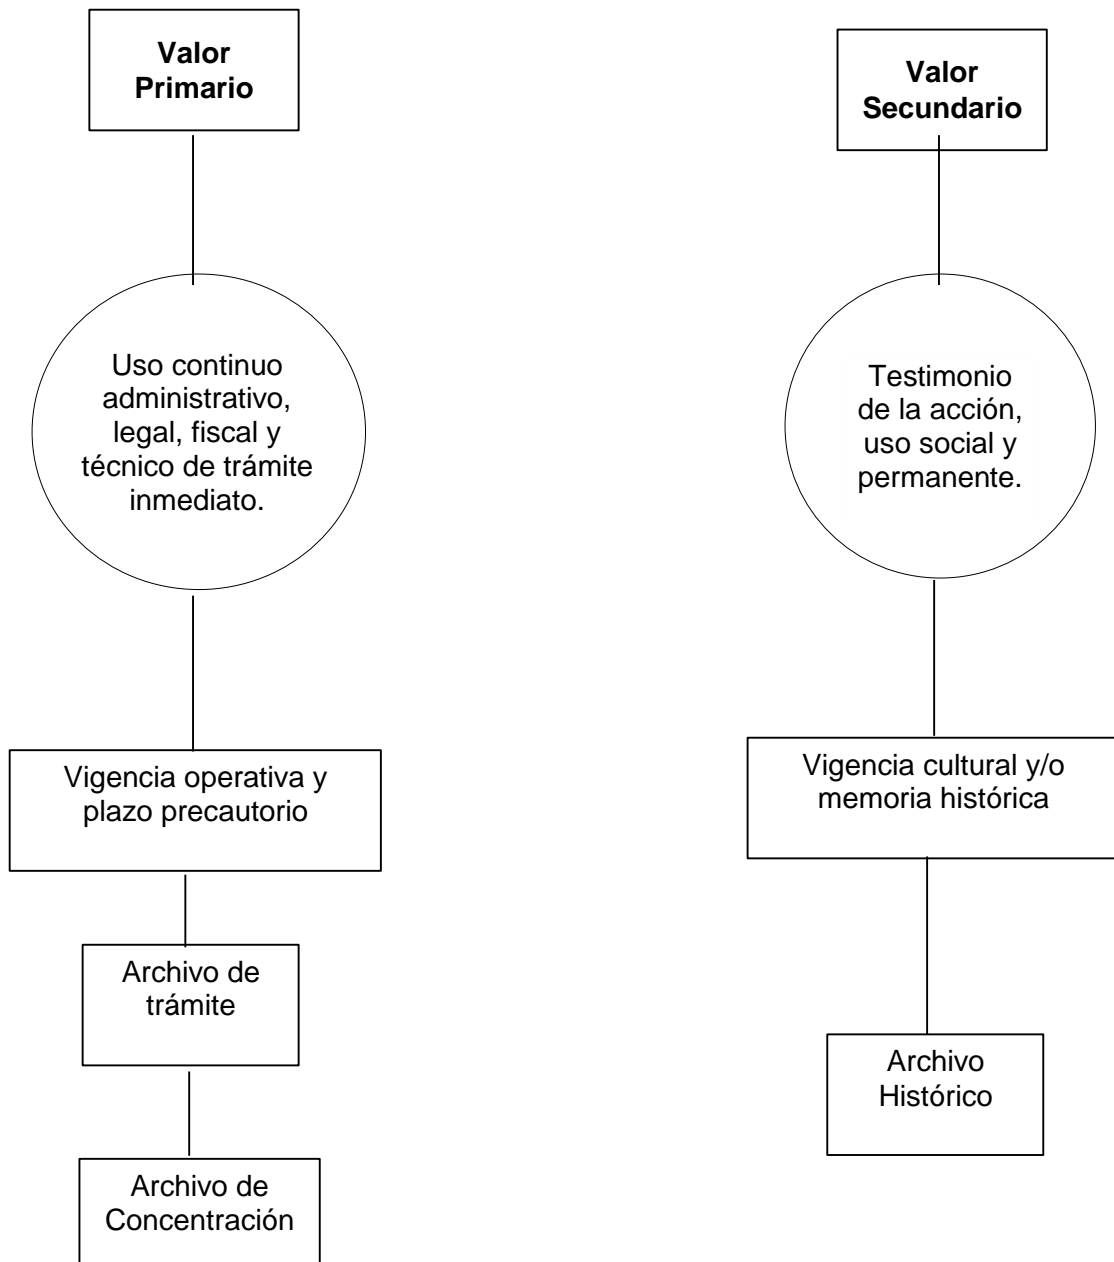 Valor
Primario
Uso continuo
administrativo,
legal, fiscal y
técnico de trámite
inmediato.
Vigencia operativa y
plazo precautorio
Archivo de
trámite
Archivo de
Concentración
Valor
Secundario
Testimonio
de la acción,
uso social y
permanente.
Vigencia cultural y/o
memoria histórica
Archivo
Histórico